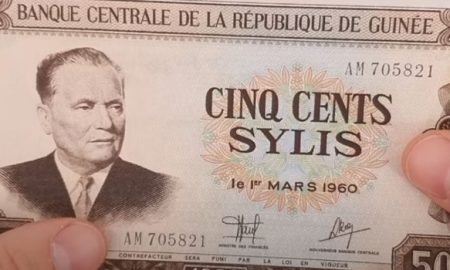 BANQUE CENTRALE DE LA RÉPUBLIQUE DE GUINÉE
AM 705821
CINQ CENTS
SYLIS
le 1er MARS 1960
AM 705821
MINISTRE DES FINANCES
GOUVERNEUR BANQUE CENTRALE
CONTREFACTEUR SERA PUNI PAR LA LOI EN VIGUEUR